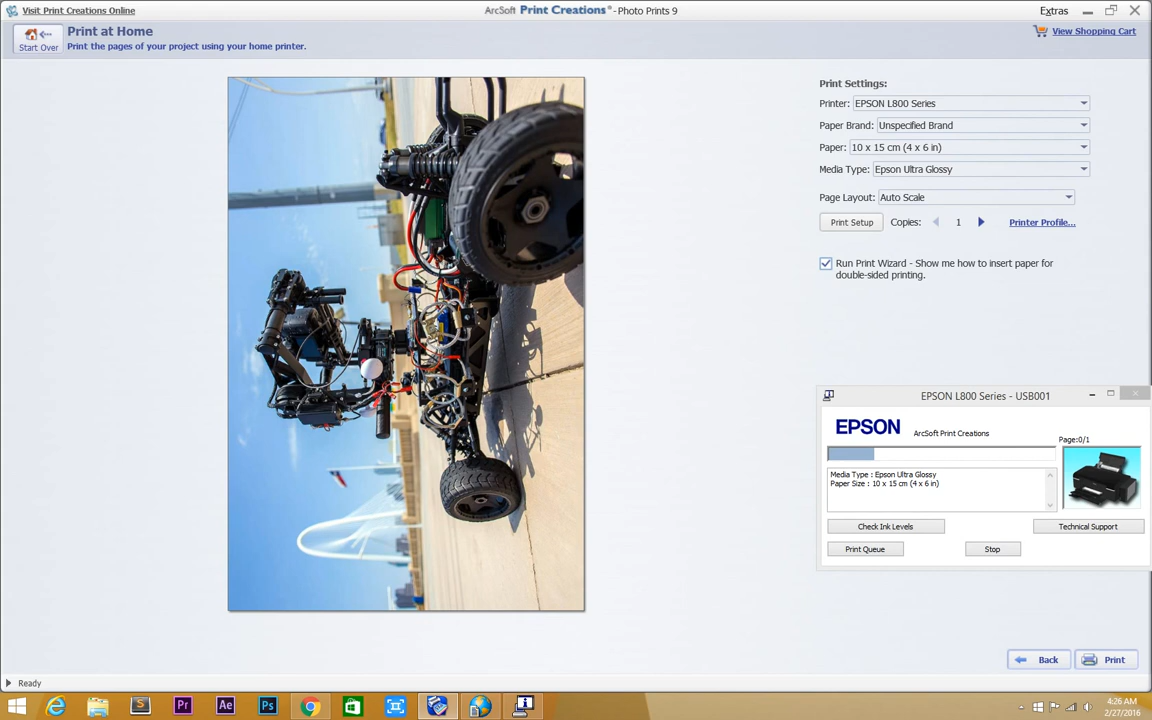 Visit Print Creations Online
ArcSoft Print Creations® - Photo Prints 9
Extras
Start Over
Print at Home
Print the pages of your project using your home printer.
View Shopping Cart
Print Settings:
Printer: EPSON L800 Series
Paper Brand: Unspecified Brand
Paper: 10 x 15 cm (4 x 6 in)
Media Type: Epson Ultra Glossy
Page Layout: Auto Scale
Print Setup Copies: 1 Printer Profile...
Run Print Wizard - Show me how to insert paper for
double-sided printing.
EPSON L800 Series - USB001
EPSON
ArcSoft Print Creations
Page:0/1
Media Type : Epson Ultra Glossy
Paper Size : 10 x 15 cm (4 x 6 in)
Check Ink Levels
Technical Support
Print Queue
Stop
Back
Print
Ready
S
Pr
Ae
Ps
4:26 AM
2/27/2016